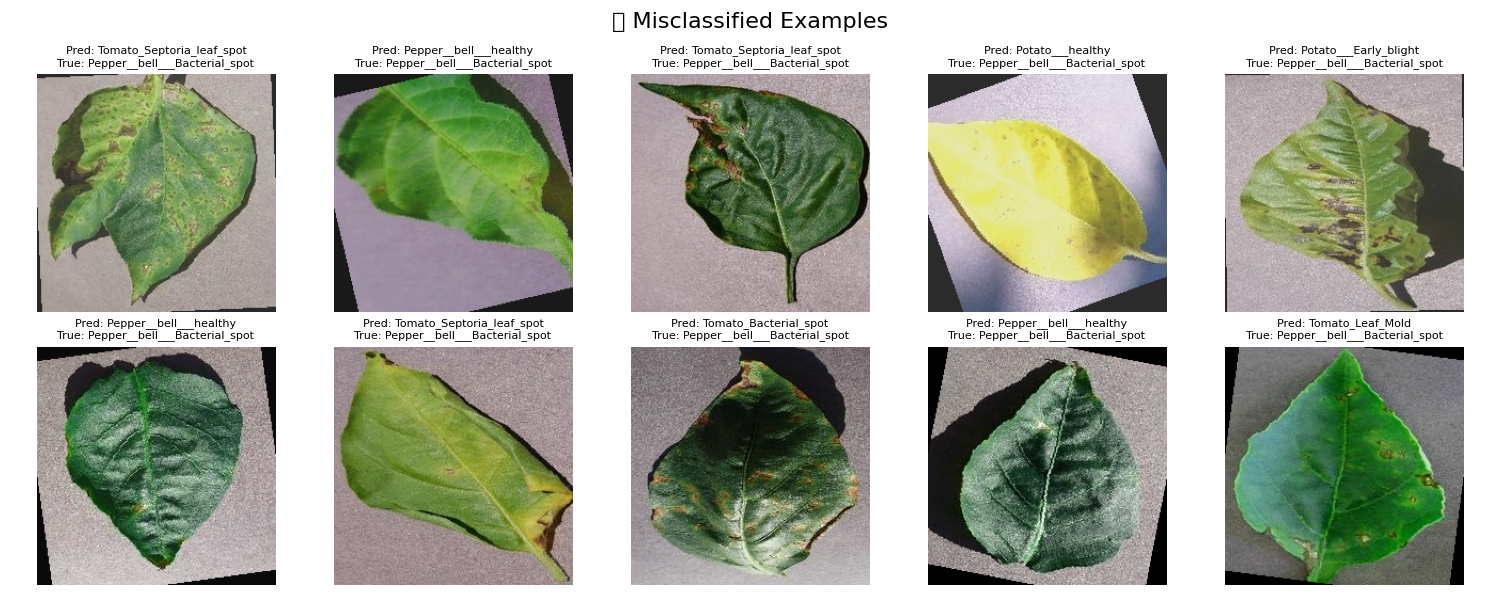 Misclassified Examples
Pred: Tomato_Septoria_leaf_spot
True: Pepper__bell___Bacterial_spot
Pred: Pepper__bell___healthy
True: Pepper__bell___Bacterial_spot
Pred: Tomato_Septoria_leaf_spot
True: Pepper__bell___Bacterial_spot
Pred: Potato___healthy
True: Pepper__bell___Bacterial_spot
Pred: Potato___Early_blight
True: Pepper__bell___Bacterial_spot
Pred: Pepper__bell___healthy
True: Pepper__bell___Bacterial_spot
Pred: Tomato_Septoria_leaf_spot
True: Pepper__bell___Bacterial_spot
Pred: Tomato_Bacterial_spot
True: Pepper__bell___Bacterial_spot
Pred: Pepper__bell___healthy
True: Pepper__bell___Bacterial_spot
Pred: Tomato_Leaf_Mold
True: Pepper__bell___Bacterial_spot